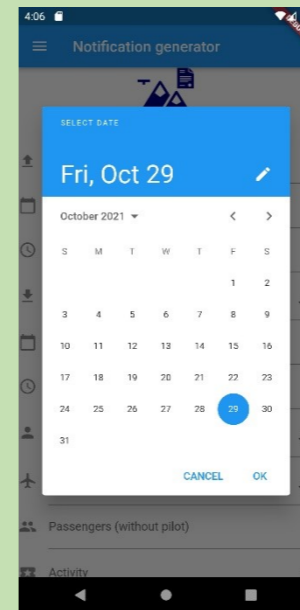 4:06
Notification generator
SELECT DATE
Fri, Oct 29
October 2021
S M T W T F S
1 2
3 4 5 6 7 8 9
10 11 12 13 14 15 16
17 18 19 20 21 22 23
24 25 26 27 28 29 30
31
CANCEL OK
Passengers (without pilot)
Activity